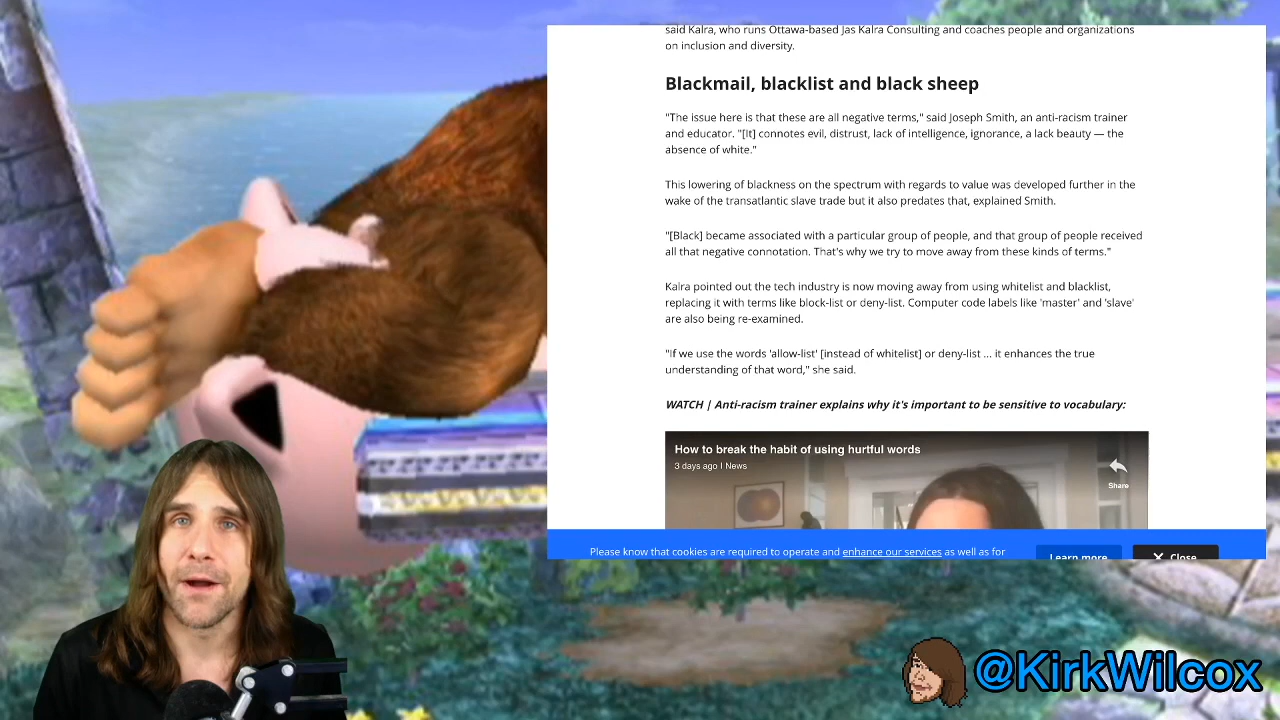 said Kalra, who runs Ottawa-based Jas Kalra Consulting and coaches people and organizations
on inclusion and diversity.
Blackmail, blacklist and black sheep
"The issue here is that these are all negative terms," said Joseph Smith, an anti-racism trainer
and educator. "[It] connotes evil, distrust, lack of intelligence, ignorance, a lack beauty — the
absence of white."
This lowering of blackness on the spectrum with regards to value was developed further in the
wake of the transatlantic slave trade but it also predates that, explained Smith.
"[Black] became associated with a particular group of people, and that group of people received
all that negative connotation. That's why we try to move away from these kinds of terms."
Kalra pointed out the tech industry is now moving away from using whitelist and blacklist,
replacing it with terms like block-list or deny-list. Computer code labels like 'master' and 'slave'
are also being re-examined.
"If we use the words 'allow-list' [instead of whitelist] or deny-list ... it enhances the true
understanding of that word," she said.
WATCH | Anti-racism trainer explains why it's important to be sensitive to vocabulary:
How to break the habit of using hurtful words
3 days ago | News
Share
Please know that cookies are required to operate and enhance our services as well as for
Learn more
Close
@KirkWilcox